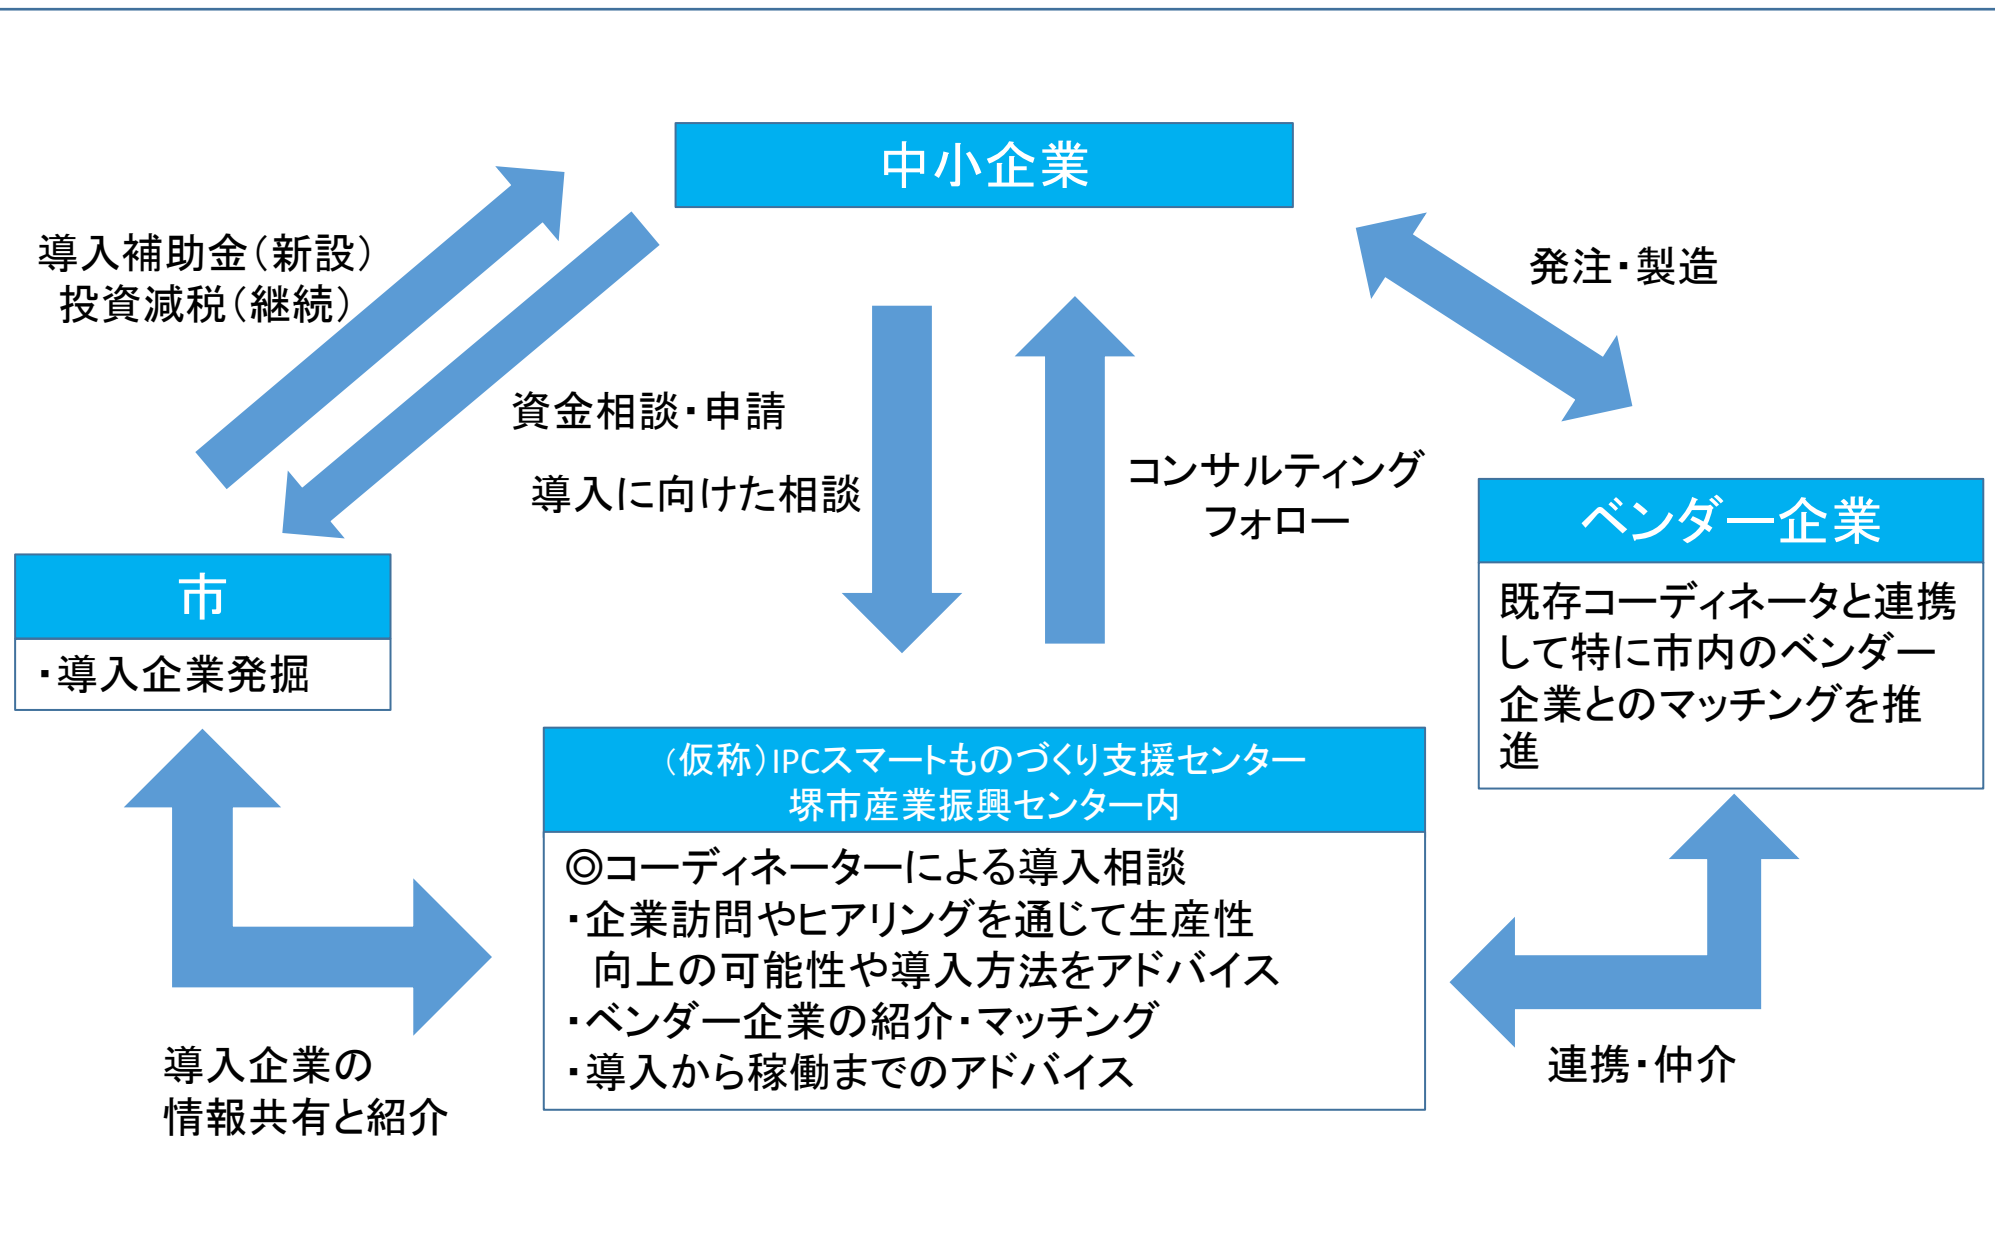 中小企業
導入補助金（新設）
投資減税（継続）
発注・製造
資金相談・申請
導入に向けた相談
コンサルティング
フォロー
ベンダー企業
既存コーディネータと連携
して特に市内のベンダー
企業とのマッチングを推
進
市
・導入企業発掘
（仮称）IPCスマートものづくり支援センター
堺市産業振興センター内
◎コーディネーターによる導入相談
・企業訪問やヒアリングを通じて生産性
向上の可能性や導入方法をアドバイス
・ベンダー企業の紹介・マッチング
・導入から稼働までのアドバイス
導入企業の
情報共有と紹介
連携・仲介